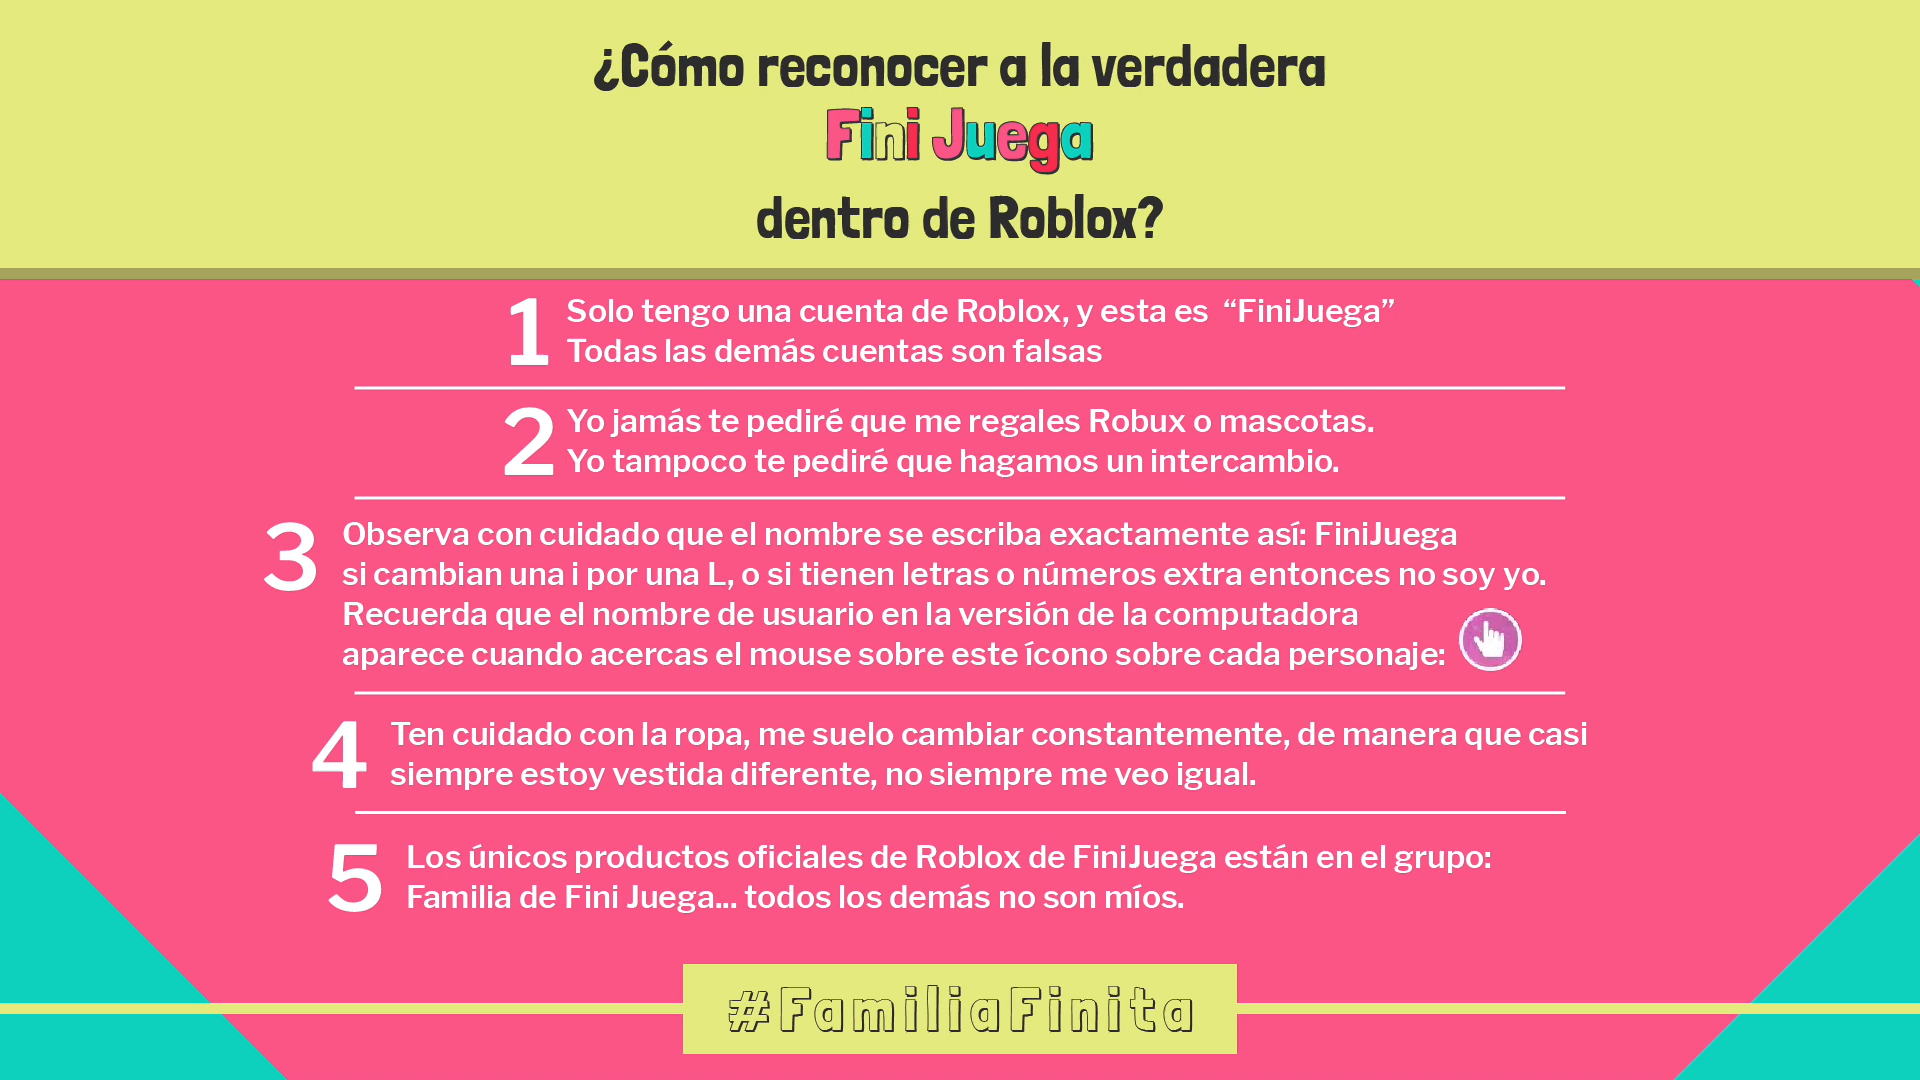 ¿Cómo reconocer a la verdadera
Fini Juega
dentro de Roblox?
1 Solo tengo una cuenta de Roblox, y esta es “FiniJuega”
Todas las demás cuentas son falsas
2 Yo jamás te pediré que me regales Robux o mascotas.
Yo tampoco te pediré que hagamos un intercambio.
3 Observa con cuidado que el nombre se escriba exactamente así: FiniJuega
si cambian una i por una L, o si tienen letras o números extra entonces no soy yo.
Recuerda que el nombre de usuario en la versión de la computadora
aparece cuando acercas el mouse sobre este ícono sobre cada personaje:
4 Ten cuidado con la ropa, me suelo cambiar constantemente, de manera que casi
siempre estoy vestida diferente, no siempre me veo igual.
5 Los únicos productos oficiales de Roblox de FiniJuega están en el grupo:
Familia de Fini Juega... todos los demás no son míos.
#FamiliaFinita